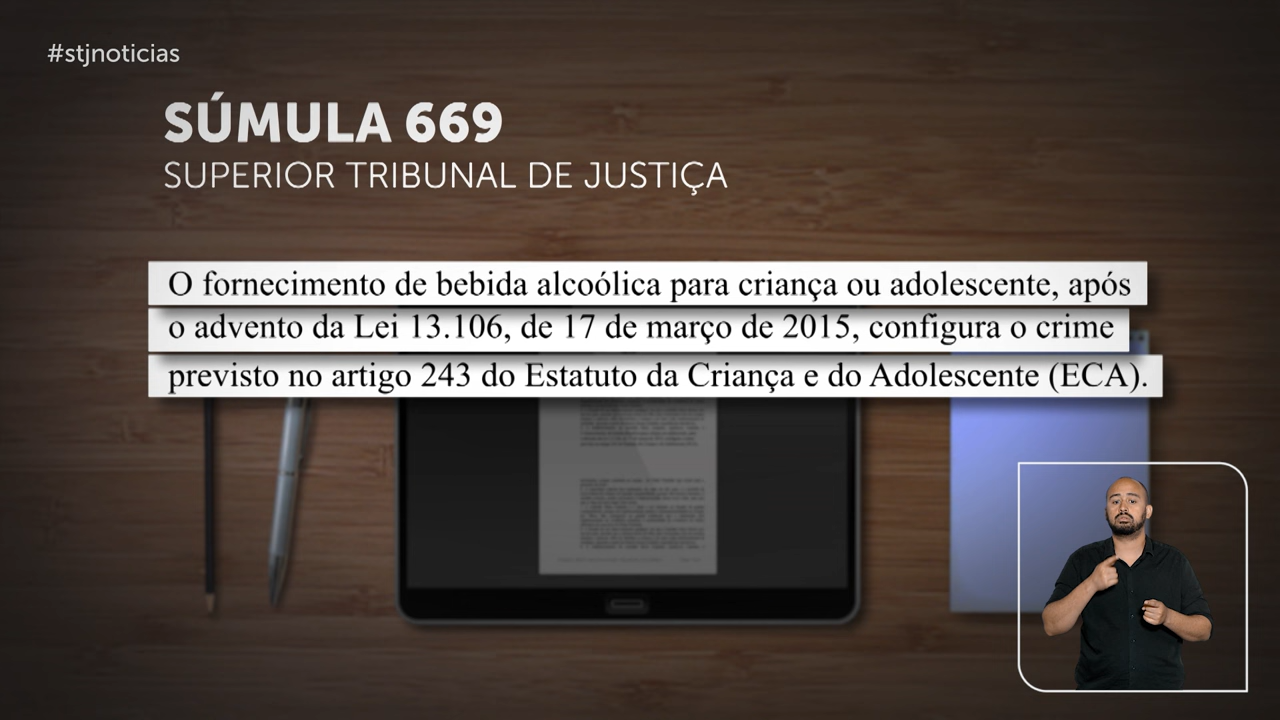 #stjnoticias
SÚMULA 669
SUPERIOR TRIBUNAL DE JUSTIÇA
O fornecimento de bebida alcoólica para criança ou adolescente, após
o advento da Lei 13.106, de 17 de março de 2015, configura o crime
previsto no artigo 243 do Estatuto da Criança e do Adolescente (ECA).